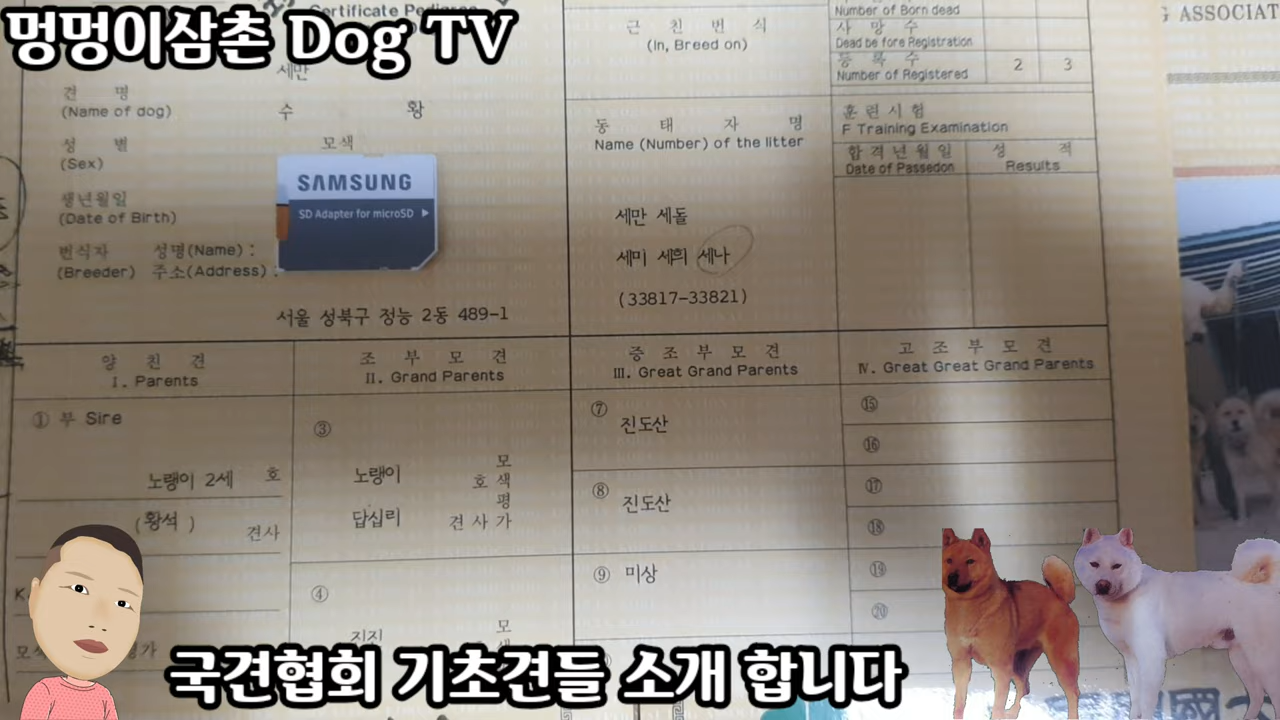 멍멍이삼촌 Dog TV
Certificate Pedigree
세만
견 명
(Name of dog)
수 황
성 별
(Sex)
모색
생년월일
(Date of Birth)
번식자 성명(Name) :
(Breeder) 주소(Address) :
서울 성북구 정능 2동 489-1
SAMSUNG
SD Adapter for microSD
근 친 번 식
(In, Breed on)
동 태 자 명
Name (Number) of the litter
세만 세돌
세미 세희 세나
(33817-33821)
Number of Born dead
사 망 수
Dead be fore Registration
등 록 수
Number of Registered 2 3
훈 련 시 험
F Training Examination
합 격 년 월 일
Date of Passedon
성 적
Results
ASSOCIAT
양 친 견
I. Parents
조 부 모 견
II. Grand Parents
증 조 부 모 견
III. Great Grand Parents
고 조 부 모 견
IV. Great Great Grand Parents
① 부 Sire
노랭이 2세 호
(황석)
견사
③
노랭이
모
호 색
답십리
평
견 사 가
④
모
⑦ 진도산
⑧ 진도산
⑨ 미상
⑮
⑯
⑰
⑱
⑲
⑳
국견협회 기초견들 소개 합니다